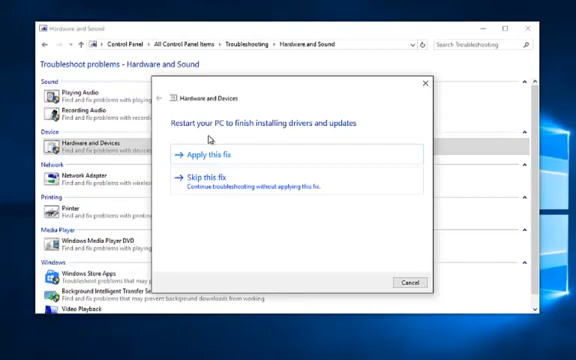 Hardware and Sound
Control Panel > All Control Panel Items > Troubleshooting > Hardware and Sound
Search Troubleshooting
Troubleshoot problems - Hardware and Sound
Sound
Playing Audio
Find and fix problems with playing
Recording Audio
Find and fix problems with record
Device
Hardware and Devices
Find and fix problems with device
Network
Network Adapter
Find and fix problems with wireles
Printing
Printer
Find and fix problems with printin
Media Player
Windows Media Player DVD
Find and fix problems with playing
Windows
Windows Store Apps
Troubleshoot problems that may p
Background Intelligent Transfer Se
Find and fix problems that may prevent background downloads from working
Video Playback
Hardware and Devices
Restart your PC to finish installing drivers and updates
Apply this fix
Skip this fix
Continue troubleshooting without applying this fix.
Cancel